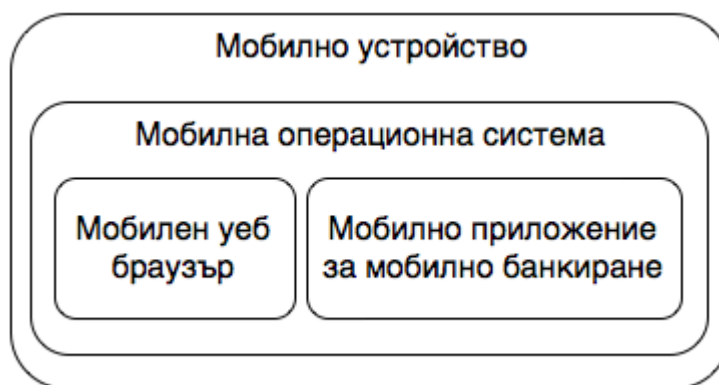 Мобилно устройство
Мобилна операционна система
Мобилен уеб
браузър
Мобилно приложение
за мобилно банкиране